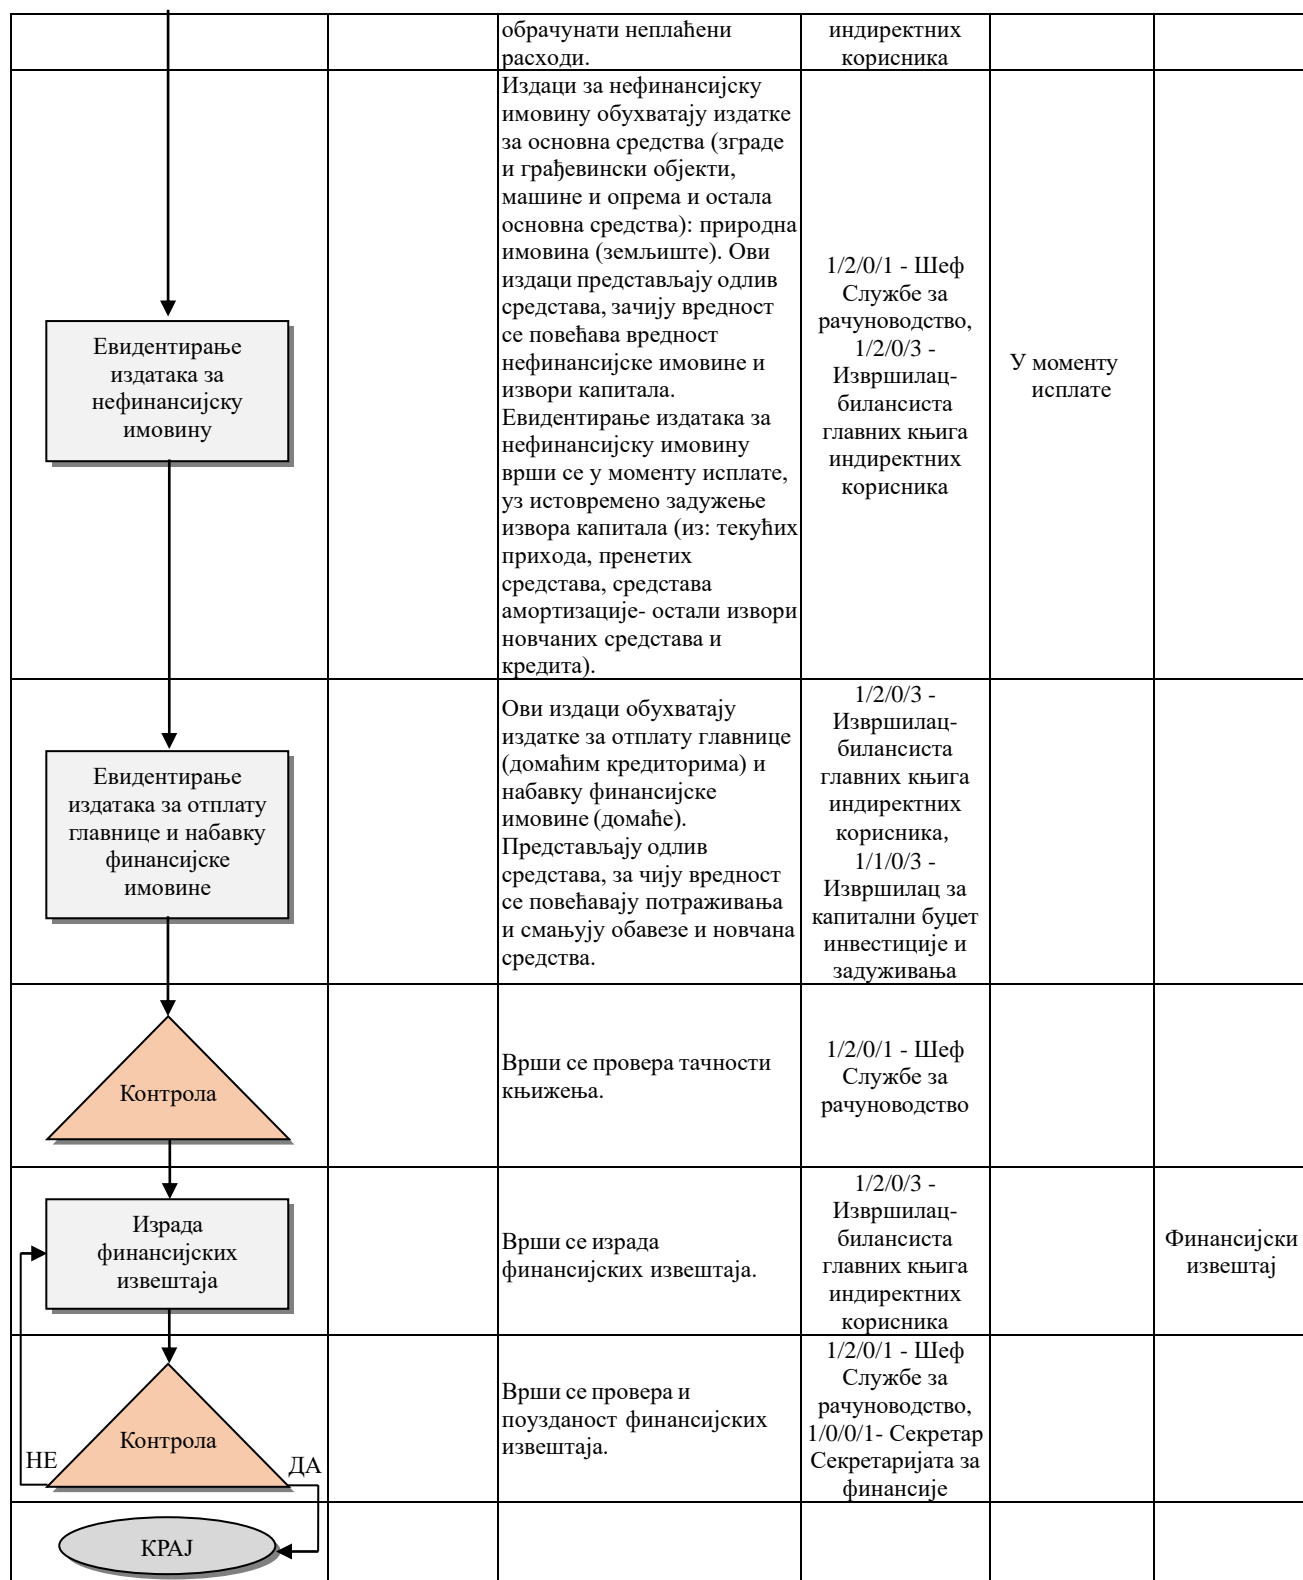 обрачунати неплаћени
расходи.
индиректних
корисника
Евидентирање
издатака за
нефинансијску
имовину
Издаци за нефинансијску
имовину обухватају издатке
за основна средства (зграде
и грађевински објекти,
машине и опрема и остала
основна средства): природна
имовина (земљиште). Ови
издаци представљају одлив
средства, зачију вредност
се повећава вредност
нефинансијске имовине и
извори капитала.
Евидентирање издатака за
нефинансијску имовину
врши се у моменту исплате,
уз истовремено задужење
извора капитала (из: текућих
прихода, пренетих
средстава, средстава
амортизације- остали извори
новчаних средстава и
кредита).
1/2/0/1 - Шеф
Службе за
рачуноводство,
1/2/0/3 -
Извршилац-
билансиста
главних књига
индиректних
корисника
У моменту
исплате
Евидентирање
издатака за отплату
главнице и набавку
финансијске
имовине
Ови издаци обухватају
издатке за отплату главнице
(домаћим кредиторима) и
набавку финансијске
имовине (домаће).
Представљају одлив
средстава, за чију вредност
се повећавају потраживања
и смањују обавезе и новчана
средства.
1/2/0/3 -
Извршилац-
билансиста
главних књига
индиректних
корисника,
1/1/0/3 -
Извршилац за
капитални буџет
инвестиције и
задуживања
Контрола
Врши се провера тачности
књижења.
1/2/0/1 - Шеф
Службе за
рачуноводство
Израда
финансијских
извештаја
Врши се израда
финансијских извештаја.
1/2/0/3 -
Извршилац-
билансиста
главних књига
индиректних
корисника
Финансијски
извештај
Контрола
НЕ
ДА
Врши се провера и
поузданост финансијских
извештаја.
1/2/0/1 - Шеф
Службе за
рачуноводство,
1/0/0/1- Секретар
Секретаријата за
финансије
КРАЈ